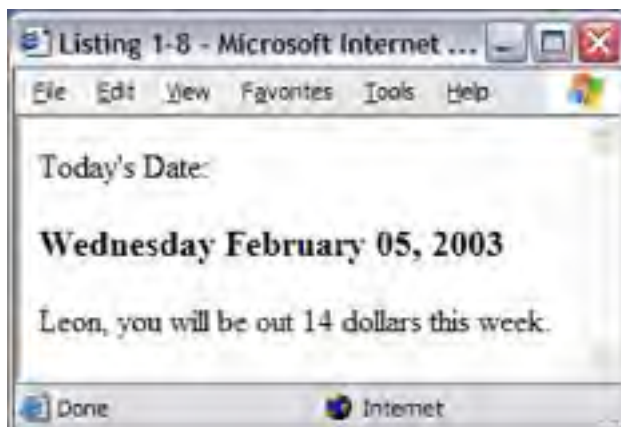 Listing 1-8 - Microsoft Internet ...
File Edit View Favorites Tools Help
Today's Date:
Wednesday February 05, 2003
Leon, you will be out 14 dollars this week.
Done Internet